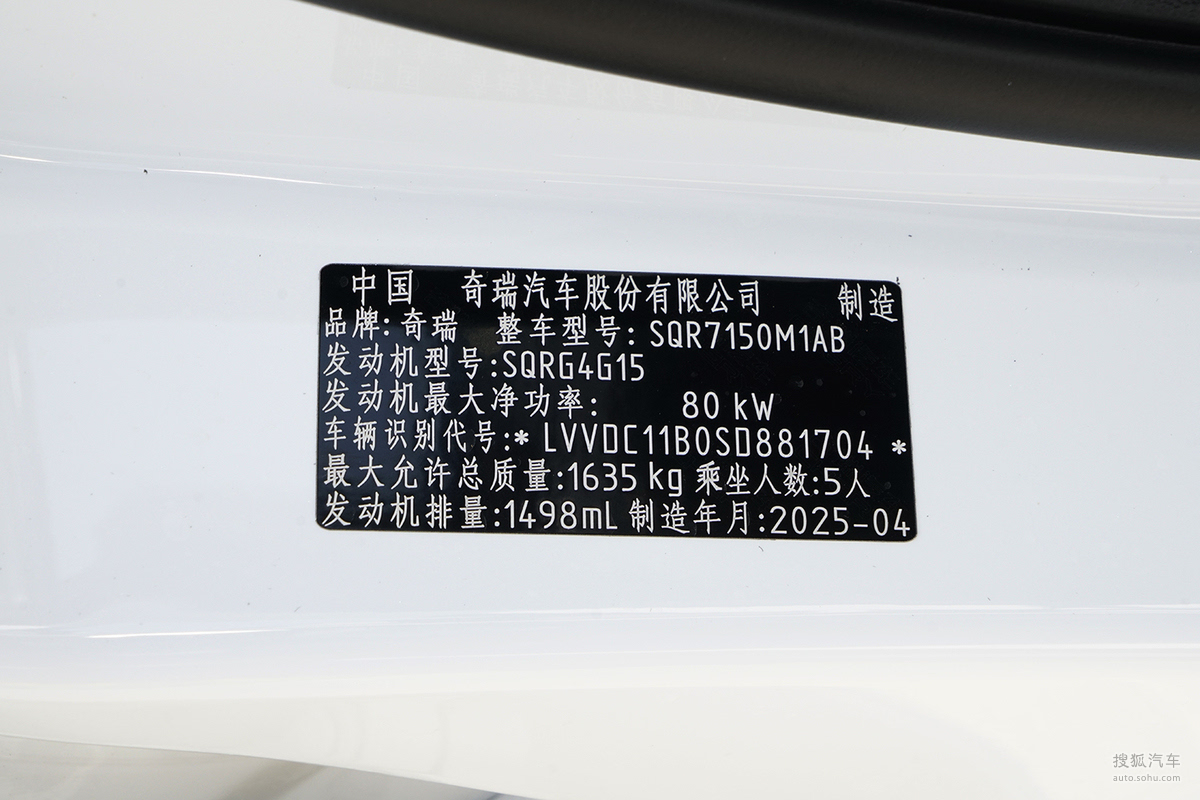 中国 奇瑞汽车股份有限公司 制造
品牌: 奇瑞 整车型号: SQR7150M1AB
发动机型号:SQRG4G15
发动机最大净功率: 80 kW
车辆识别代号:* LVVDC11B0SD881704 *
最大允许总质量:1635 kg 乘坐人数:5人
发动机排量:1498mL 制造年月:2025-04
搜狐汽车
auto.sohu.com